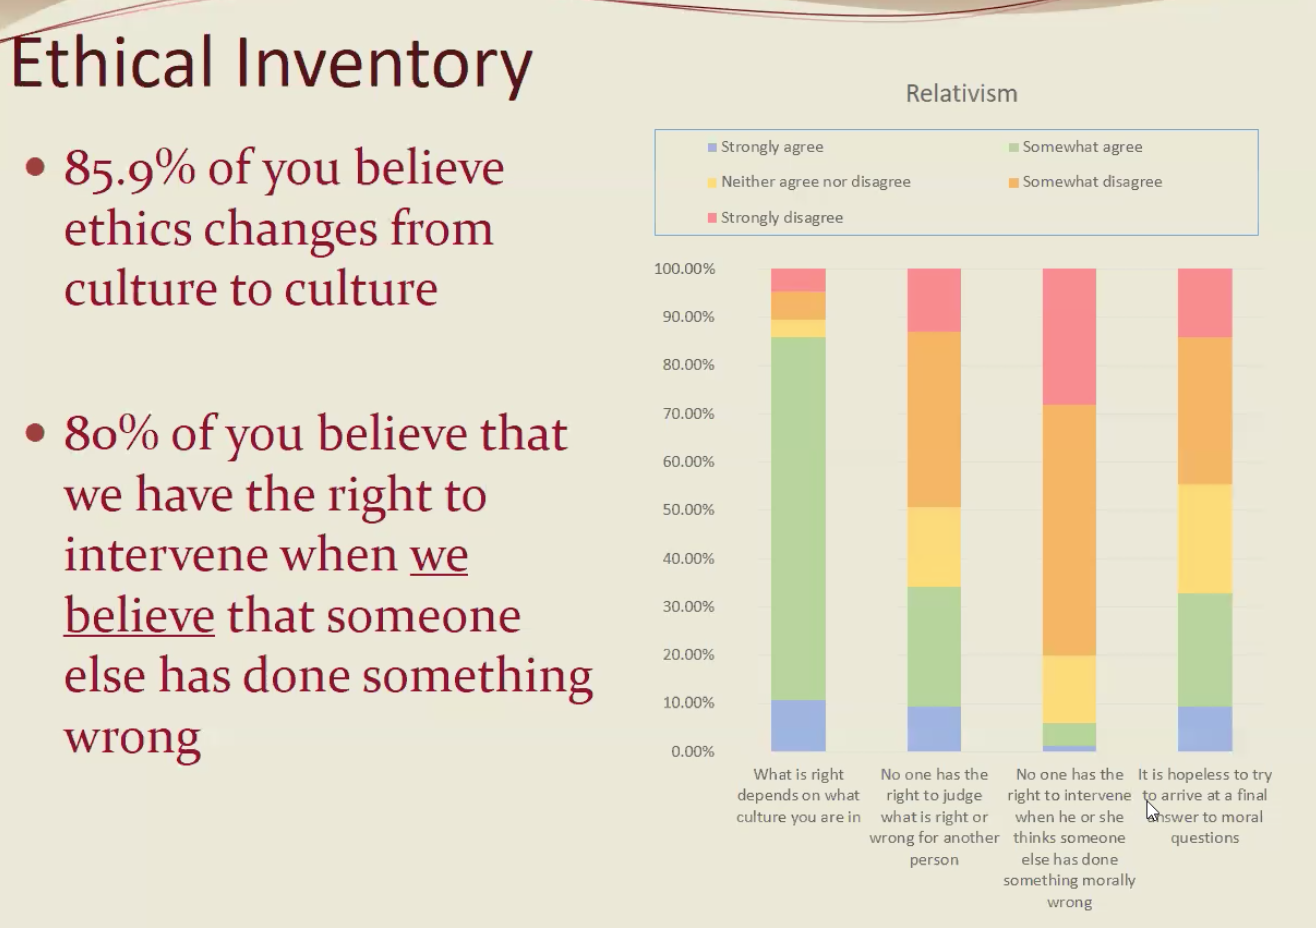 Ethical Inventory
• 85.9% of you believe
ethics changes from
culture to culture
• 80% of you believe that
we have the right to
intervene when we
believe that someone
else has done something
wrong
Relativism
Strongly agree
Somewhat agree
Neither agree nor disagree
Somewhat disagree
Strongly disagree
100.00%
90.00%
80.00%
70.00%
60.00%
50.00%
40.00%
30.00%
20.00%
10.00%
0.00%
What is right
depends on what
culture you are in
No one has the
right to judge
what is right or
wrong for another
person
No one has the
right to intervene
when he or she
thinks someone
else has done
something morally
wrong
It is hopeless to try
to arrive at a final
answer to moral
questions